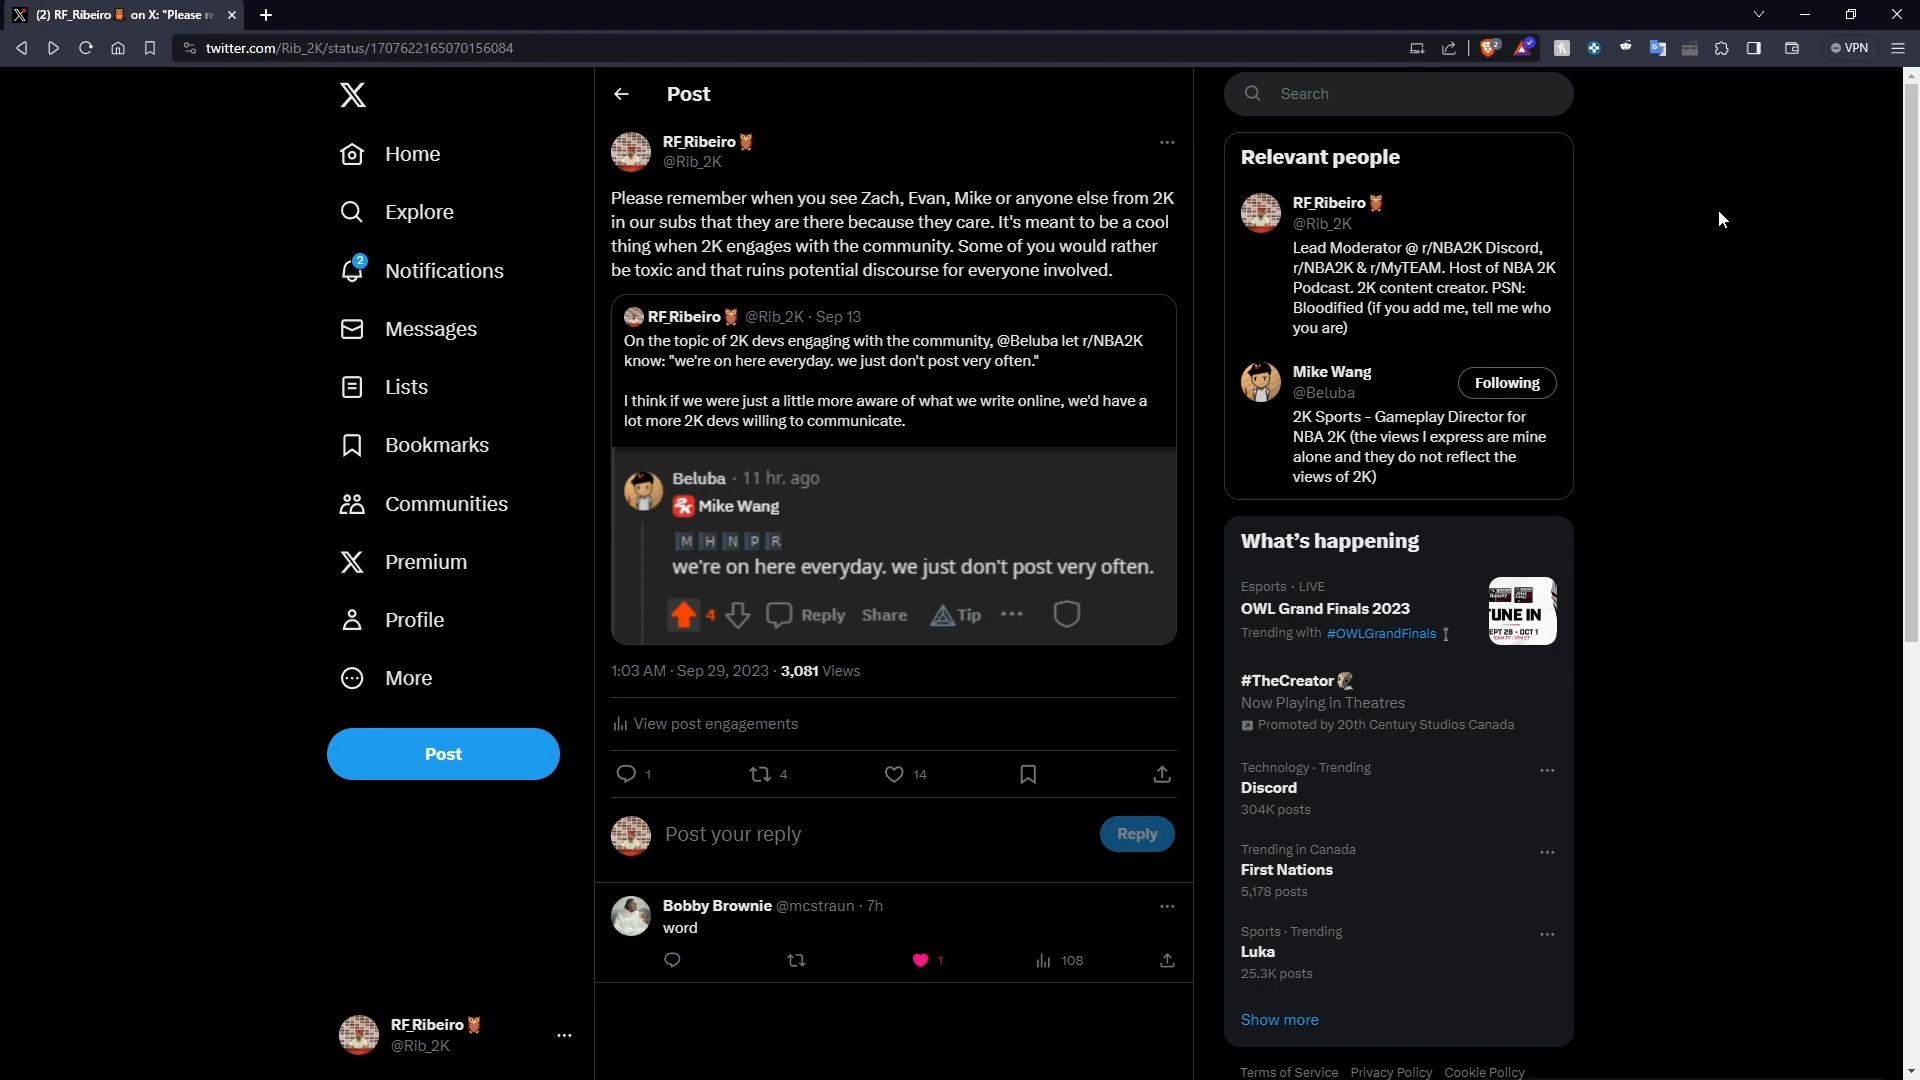 (2) RF_Ribeiro🦉 on X: "Please re
twitter.com/Rib_2K/status/1707622165070156084
2
VPN
Home
Explore
2
Notifications
Messages
Lists
Bookmarks
Communities
Premium
Profile
More
Post
RF_Ribeiro🦉
@Rib_2K
Post
RF_Ribeiro🦉
@Rib_2K
Please remember when you see Zach, Evan, Mike or anyone else from 2K
in our subs that they are there because they care. It's meant to be a cool
thing when 2K engages with the community. Some of you would rather
be toxic and that ruins potential discourse for everyone involved.
RF_Ribeiro🦉 @Rib_2K · Sep 13
On the topic of 2K devs engaging with the community, @Beluba let r/NBA2K
know: "we're on here everyday. we just don't post very often."
I think if we were just a little more aware of what we write online, we'd have a
lot more 2K devs willing to communicate.
Beluba · 11 hr. ago
2K Mike Wang
M H N P R
we're on here everyday. we just don't post very often.
4 Reply Share Tip
1:03 AM · Sep 29, 2023 · 3,081 Views
View post engagements
1 4 14
Post your reply
Reply
Bobby Brownie @mcstraun · 7h
word
1 108
Search
Relevant people
RF_Ribeiro🦉
@Rib_2K
Lead Moderator @ r/NBA2K Discord,
r/NBA2K & r/MyTEAM. Host of NBA 2K
Podcast. 2K content creator. PSN:
Bloodified (if you add me, tell me who
you are)
Mike Wang
@Beluba
Following
2K Sports - Gameplay Director for
NBA 2K (the views I express are mine
alone and they do not reflect the
views of 2K)
What's happening
Esports · LIVE
OWL Grand Finals 2023
Trending with #OWLGrandFinals
UNE IN
EPT 28 - OCT 1
#TheCreator
Now Playing in Theatres
Promoted by 20th Century Studios Canada
Technology · Trending
Discord
304K posts
Trending in Canada
First Nations
5,178 posts
Sports · Trending
Luka
25.3K posts
Show more
Terms of Service Privacy Policy Cookie Policy